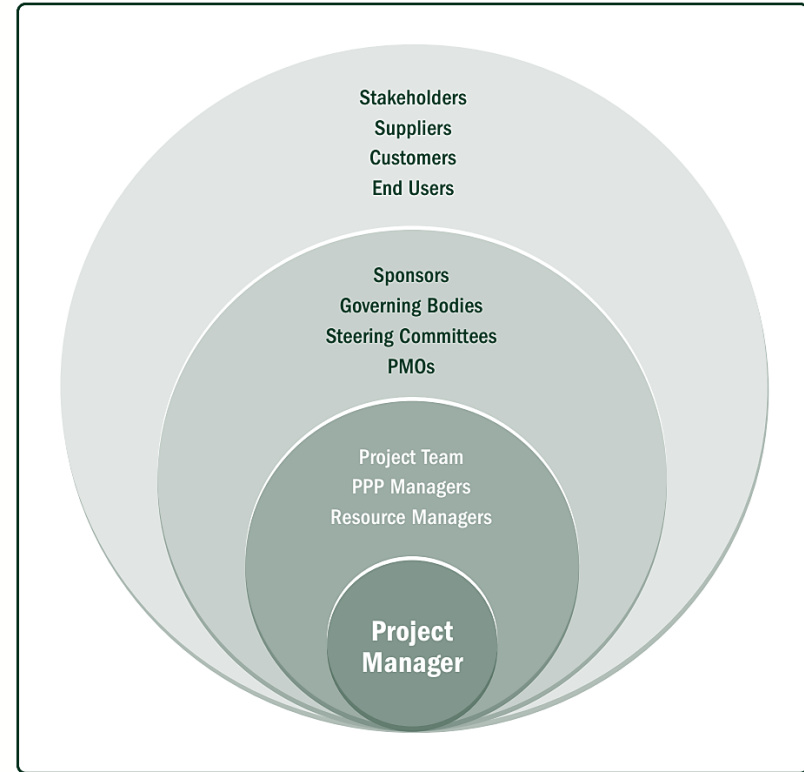 Stakeholders
Suppliers
Customers
End Users
Sponsors
Governing Bodies
Steering Committees
PMOs
Project Team
PPP Managers
Resource Managers
Project
Manager